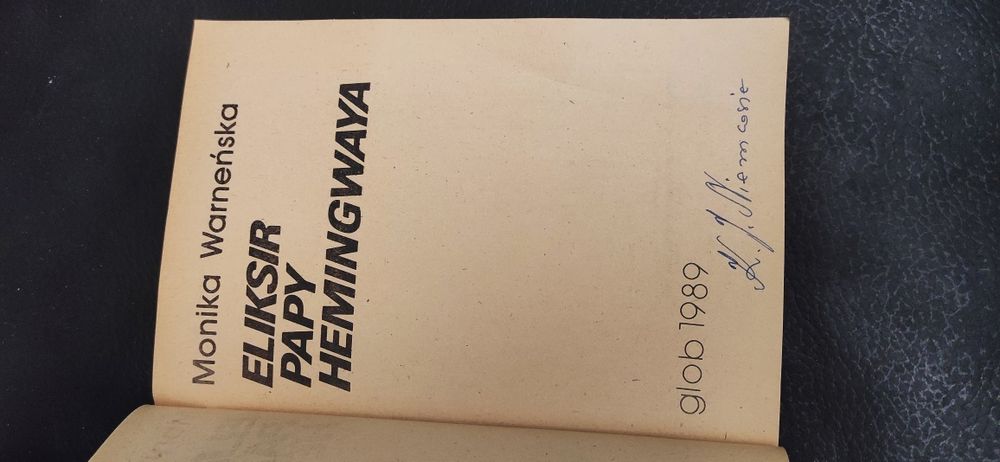 Monika Warneńska
ELIKSIR
PAPY
HEMINGWAYA
glob 1989
K. J.